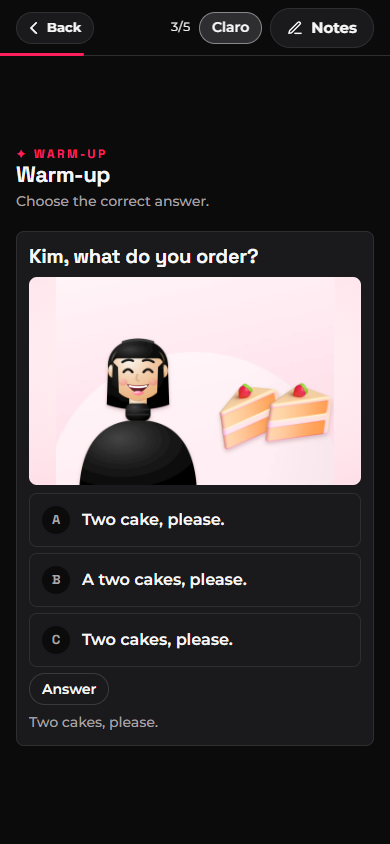 Back
3/5
Claro
Notes
✦ WARM-UP
Warm-up
Choose the correct answer.
Kim, what do you order?
A Two cake, please.
B A two cakes, please.
C Two cakes, please.
Answer
Two cakes, please.